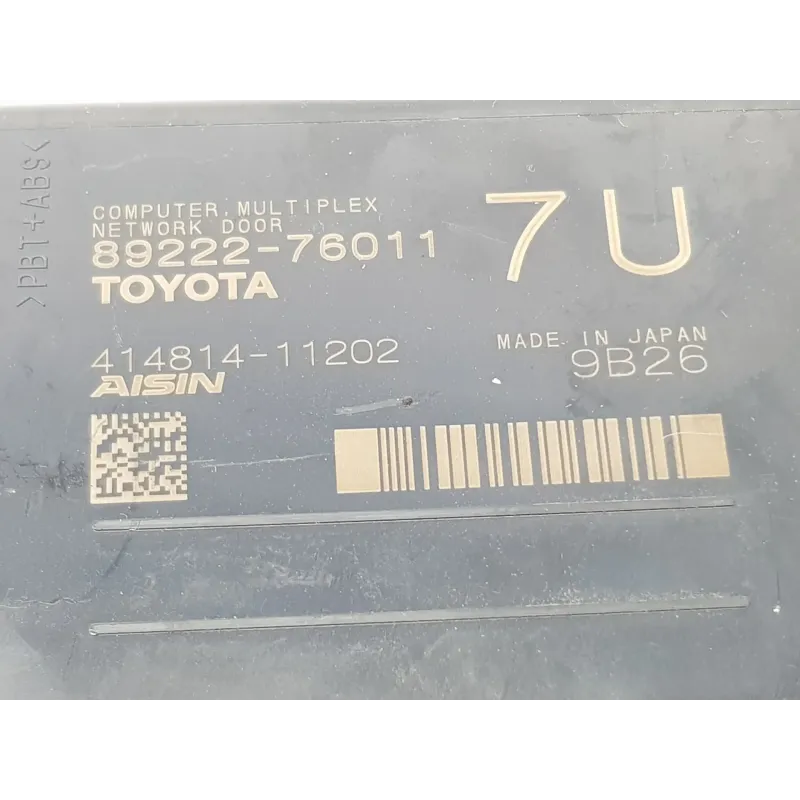 >PBT+ABS<
COMPUTER, MULTIPLEX
NETWORK DOOR
89222-76011
TOYOTA
7U
414814-11202
AISIN
MADE IN JAPAN
9B26